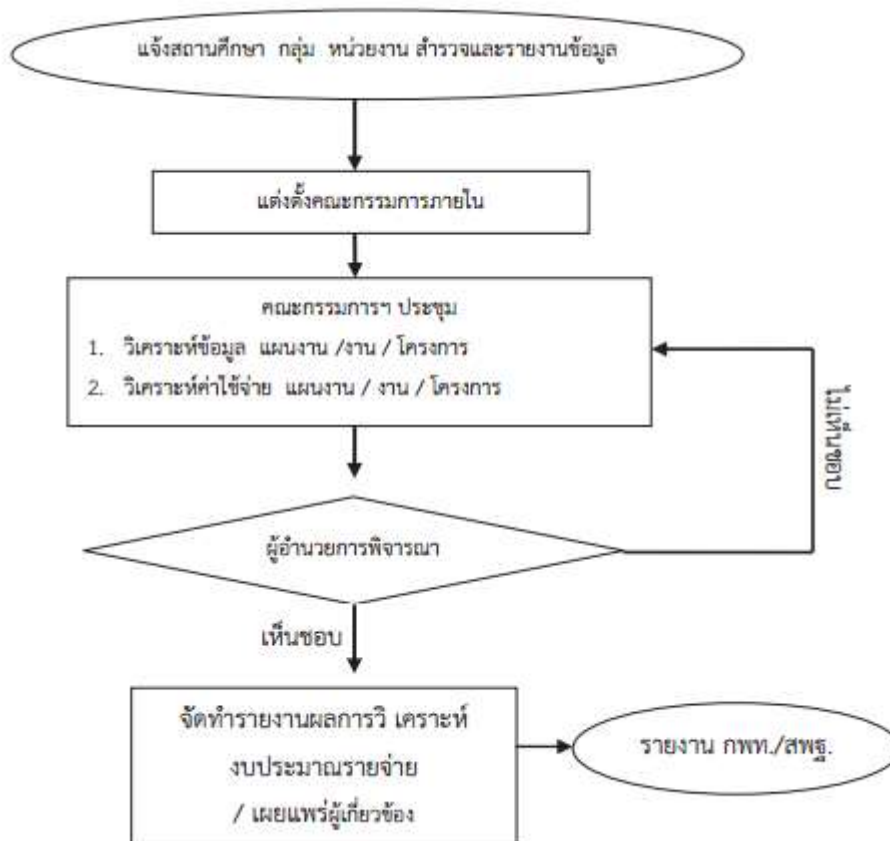 แจ้งสถานศึกษา กลุ่ม หน่วยงาน สำรวจและรายงานข้อมูล
แต่งตั้งคณะกรรมการภายใน
คณะกรรมการฯ ประชุม
1. วิเคราะห์ข้อมูล แผนงาน /งาน / โครงการ
2. วิเคราะห์ค่าใช้จ่าย แผนงาน / งาน / โครงการ
ไม่เห็นชอบ
ผู้อำนวยการพิจารณา
เห็นชอบ
จัดทำรายงานผลการวิ เคราะห์
งบประมาณรายจ่าย
/ เผยแพร่ผู้เกี่ยวข้อง
รายงาน กพท./สพฐ.